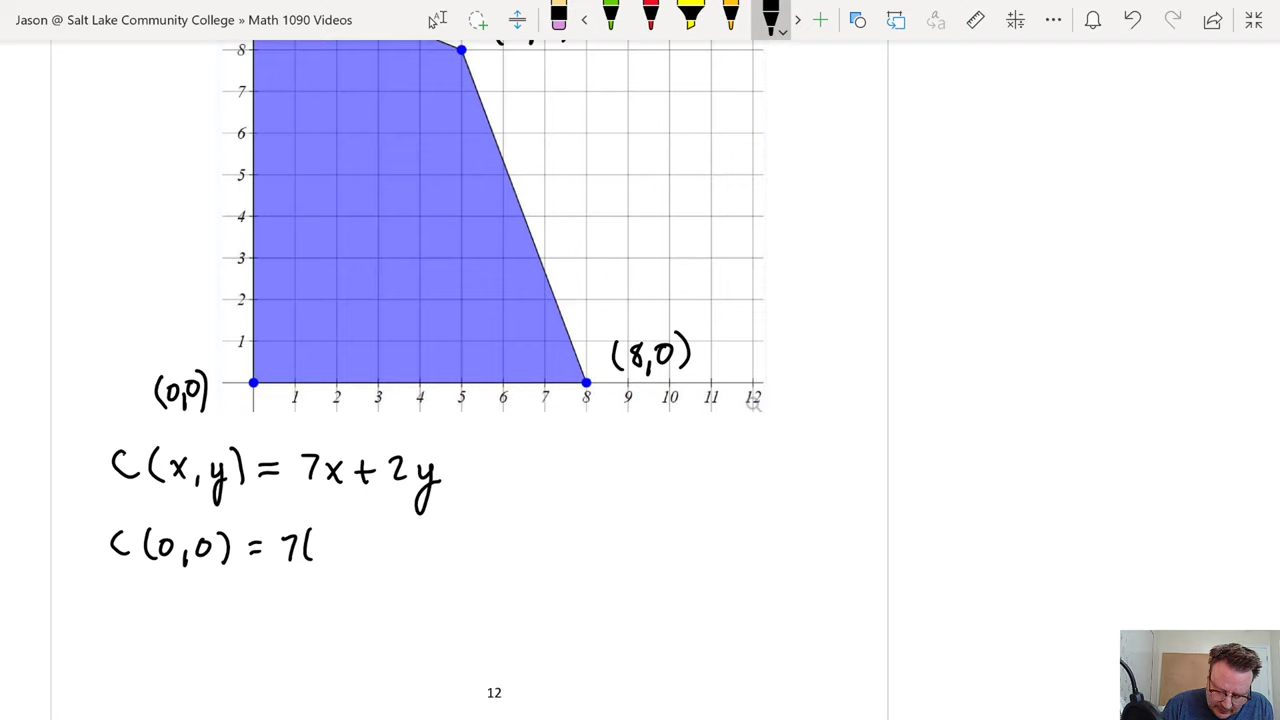 Jason @ Salt Lake Community College » Math 1090 Videos
8
7
6
5
4
3
2
1
(8,0)
(0,0)
1 2 3 4 5 6 7 8 9 10 11 12
C(x,y) = 7x + 2y
C(0,0) = 7(
12